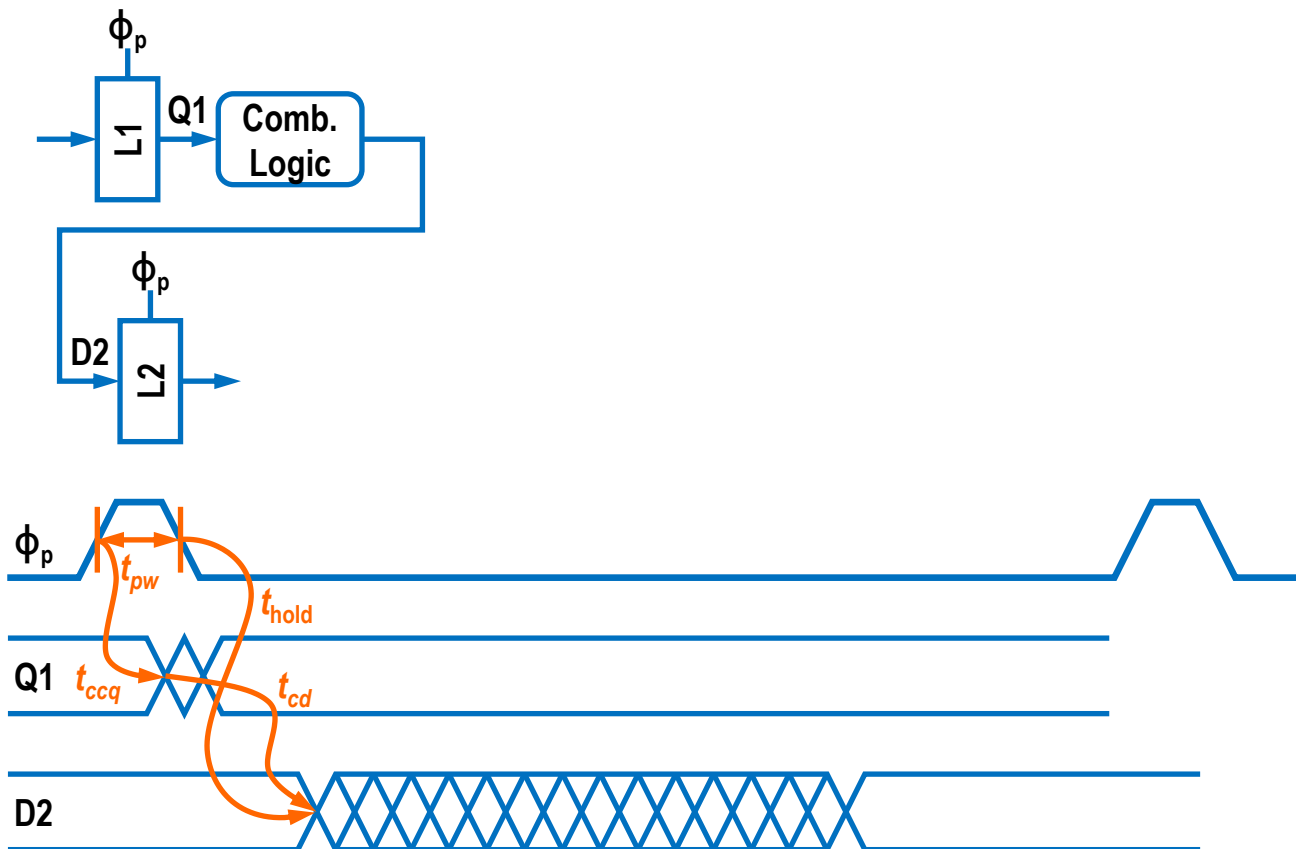 ϕp
L1
Q1
Comb.
Logic
ϕp
D2
L2
ϕp
tpw
thold
Q1
tccq
tcd
D2